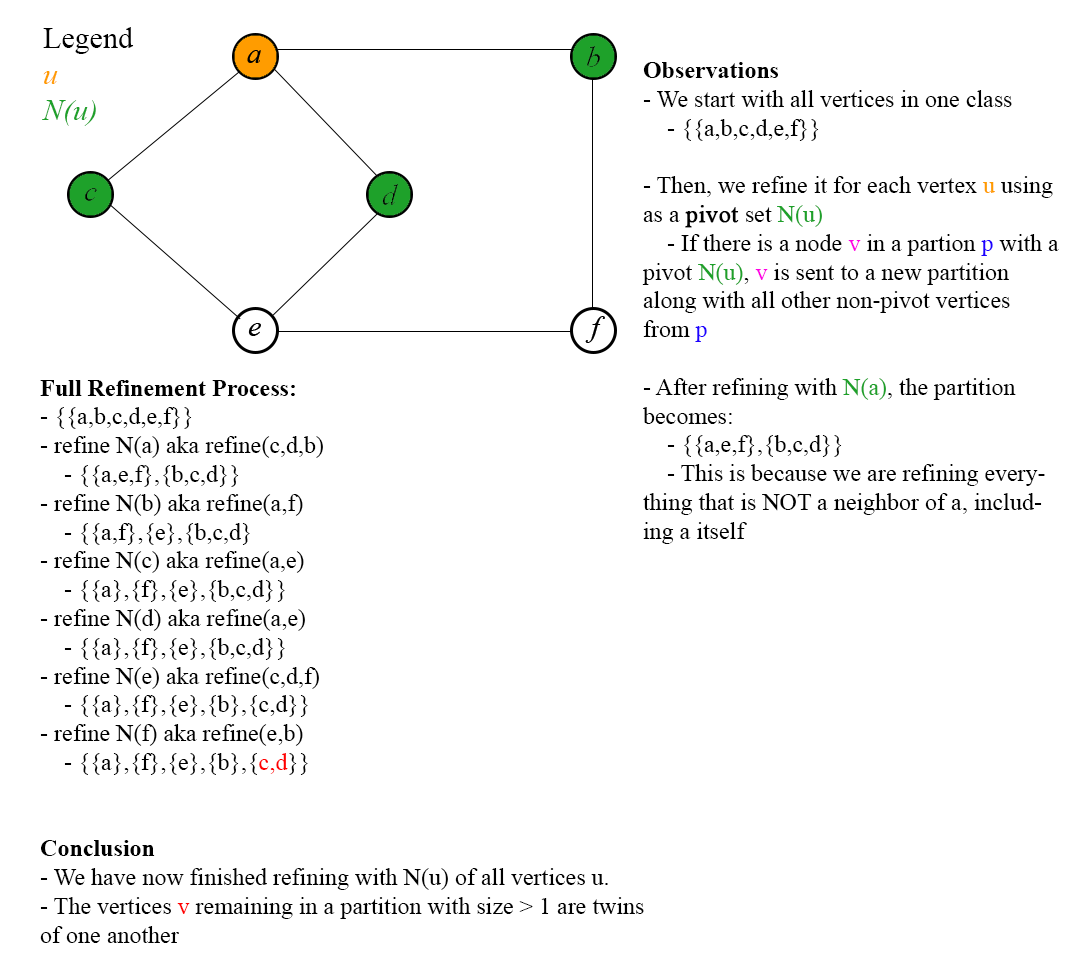 Legend
u
N(u)
a
b
c
d
e
f
Observations
- We start with all vertices in one class
- {{a,b,c,d,e,f}}
- Then, we refine it for each vertex u using
as a pivot set N(u)
- If there is a node v in a partion p with a
pivot N(u), v is sent to a new partition
along with all other non-pivot vertices
from p
- After refining with N(a), the partition
becomes:
- {{a,e,f},{b,c,d}}
- This is because we are refining every-
thing that is NOT a neighbor of a, includ-
ing a itself
Full Refinement Process:
- {{a,b,c,d,e,f}}
- refine N(a) aka refine(c,d,b)
- {{a,e,f},{b,c,d}}
- refine N(b) aka refine(a,f)
- {{a,f},{e},{b,c,d}
- refine N(c) aka refine(a,e)
- {{a},{f},{e},{b,c,d}}
- refine N(d) aka refine(a,e)
- {{a},{f},{e},{b,c,d}}
- refine N(e) aka refine(c,d,f)
- {{a},{f},{e},{b},{c,d}}
- refine N(f) aka refine(e,b)
- {{a},{f},{e},{b},{c,d}}
Conclusion
- We have now finished refining with N(u) of all vertices u.
- The vertices v remaining in a partition with size > 1 are twins
of one another